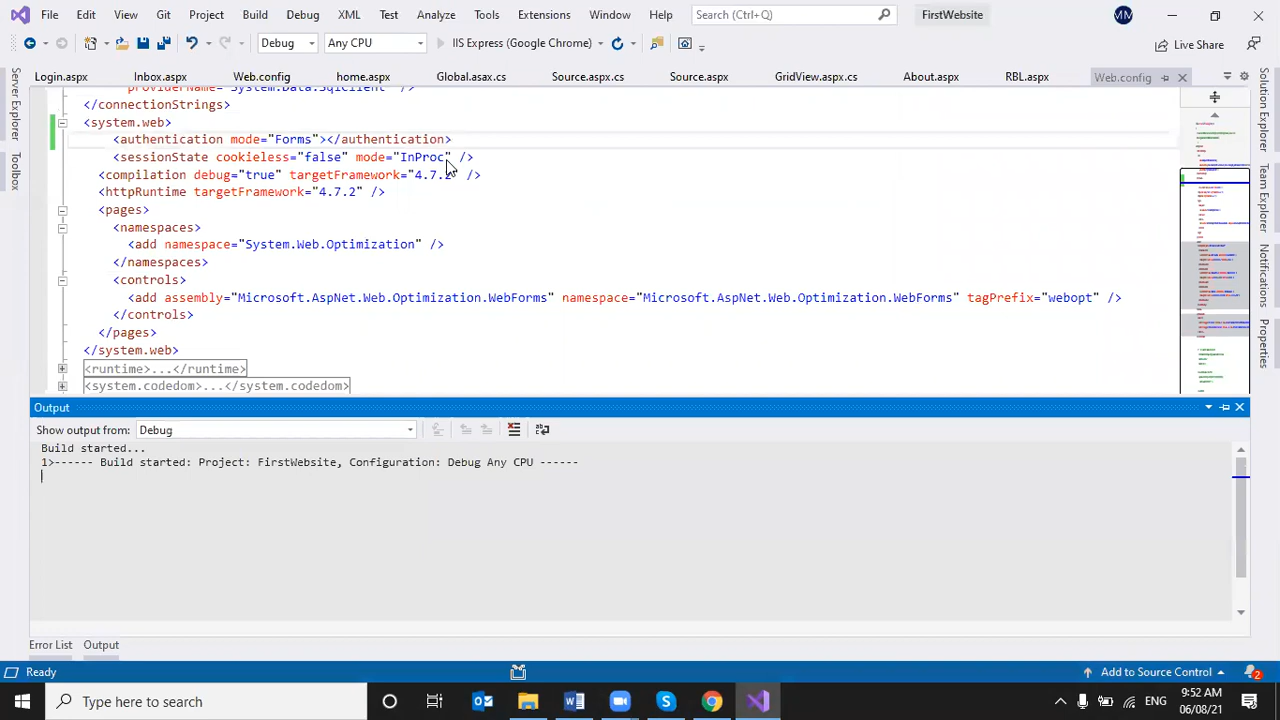 File Edit View Git Project Build Debug XML Test Analyze Tools Extensions Window Help Search (Ctrl+Q) FirstWebsite MM
Debug Any CPU IIS Express (Google Chrome) Live Share
Login.aspx Inbox.aspx Web.config home.aspx Global.asax.cs Source.aspx.cs Source.aspx GridView.aspx.cs About.aspx RBL.aspx Web.config
Server Explorer
Toolbox
providerName="System.Data.SqlClient" />
</connectionStrings>
<system.web>
<authentication mode="Forms"></authentication>
<sessionState cookieless="false" mode="InProc" />
<compilation debug="true" targetFramework="4.7.2" />
<httpRuntime targetFramework="4.7.2" />
<pages>
<namespaces>
<add namespace="System.Web.Optimization" />
</namespaces>
<controls>
<add assembly="Microsoft.AspNet.Web.Optimization.WebForms" namespace="Microsoft.AspNet.Web.Optimization.WebForms" tagPrefix="webopt" />
</controls>
</pages>
</system.web>
<runtime>...</runtime>
<system.codedom>...</system.codedom>
Solution Explorer
Team Explorer
Notifications
Properties
Output
Show output from: Debug
Build started...
1>------ Build started: Project: FirstWebsite, Configuration: Debug Any CPU ------
Error List Output
Ready Add to Source Control 2
Type here to search ENG 9:52 AM
06/08/21